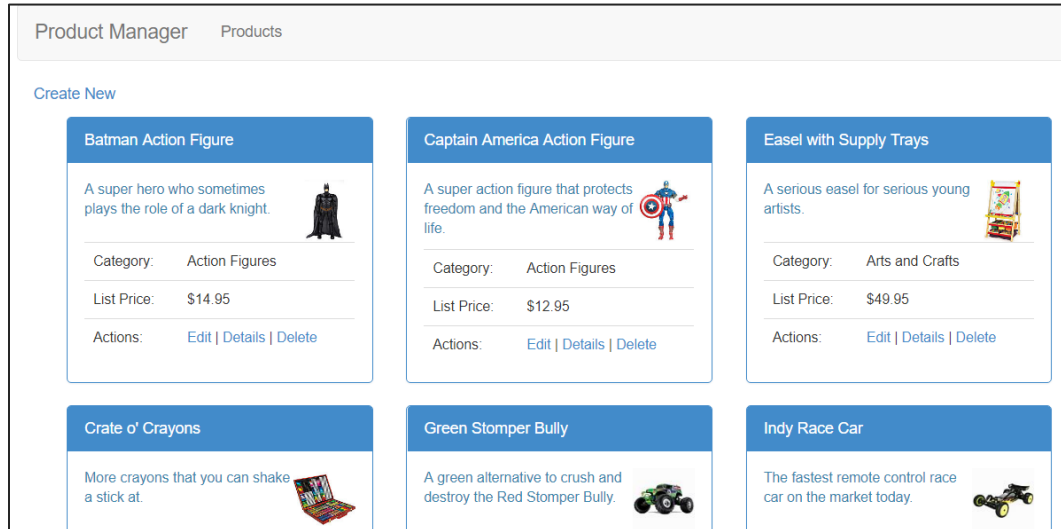 Product Manager Products
Create New
Batman Action Figure
A super hero who sometimes
plays the role of a dark knight.
Category: Action Figures
List Price: $14.95
Actions: Edit | Details | Delete
Captain America Action Figure
A super action figure that protects
freedom and the American way of
life.
Category: Action Figures
List Price: $12.95
Actions: Edit | Details | Delete
Easel with Supply Trays
A serious easel for serious young
artists.
Category: Arts and Crafts
List Price: $49.95
Actions: Edit | Details | Delete
Crate o' Crayons
More crayons that you can shake
a stick at.
Green Stomper Bully
A green alternative to crush and
destroy the Red Stomper Bully.
Indy Race Car
The fastest remote control race
car on the market today.